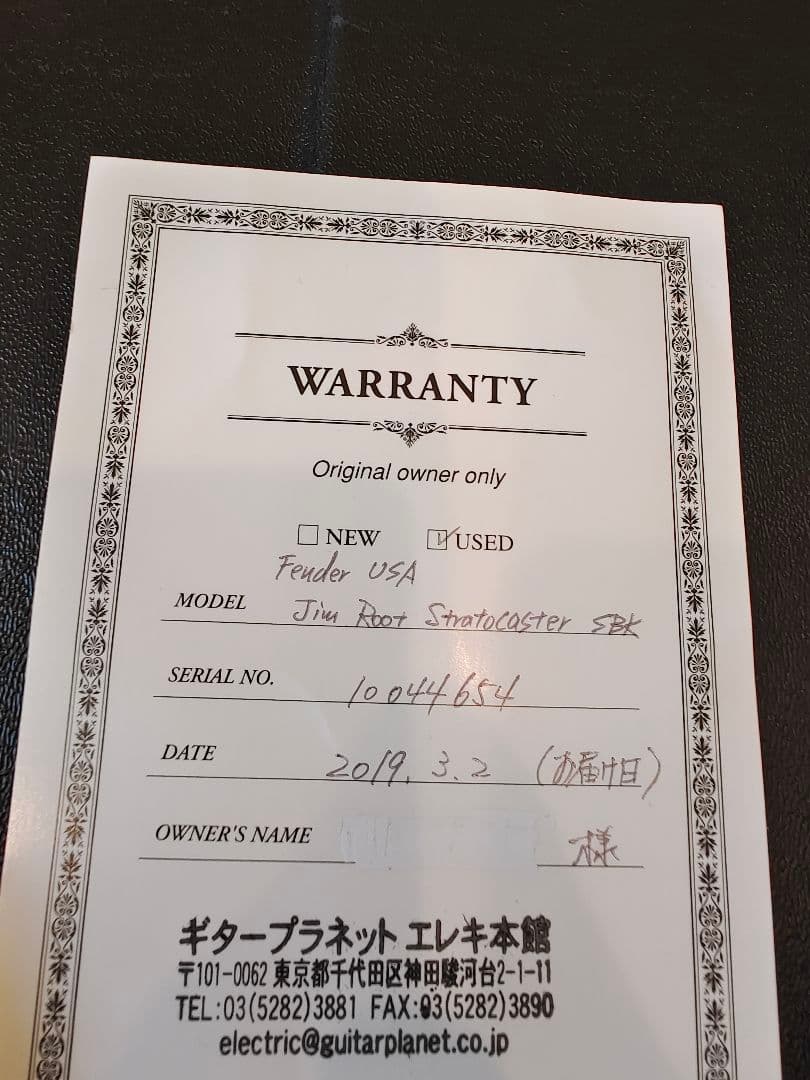 WARRANTY
Original owner only
☐ NEW ☑ USED
Fender USA
MODEL Jim Root Stratocaster SBK
SERIAL NO. 10044654
DATE 2019. 3. 2 (お届け日)
OWNER'S NAME 様
ギタープラネット エレキ本館
〒101-0062 東京都千代田区神田駿河台2-1-11
TEL:03(5282)3881 FAX:03(5282)3890
electric@guitarplanet.co.jp